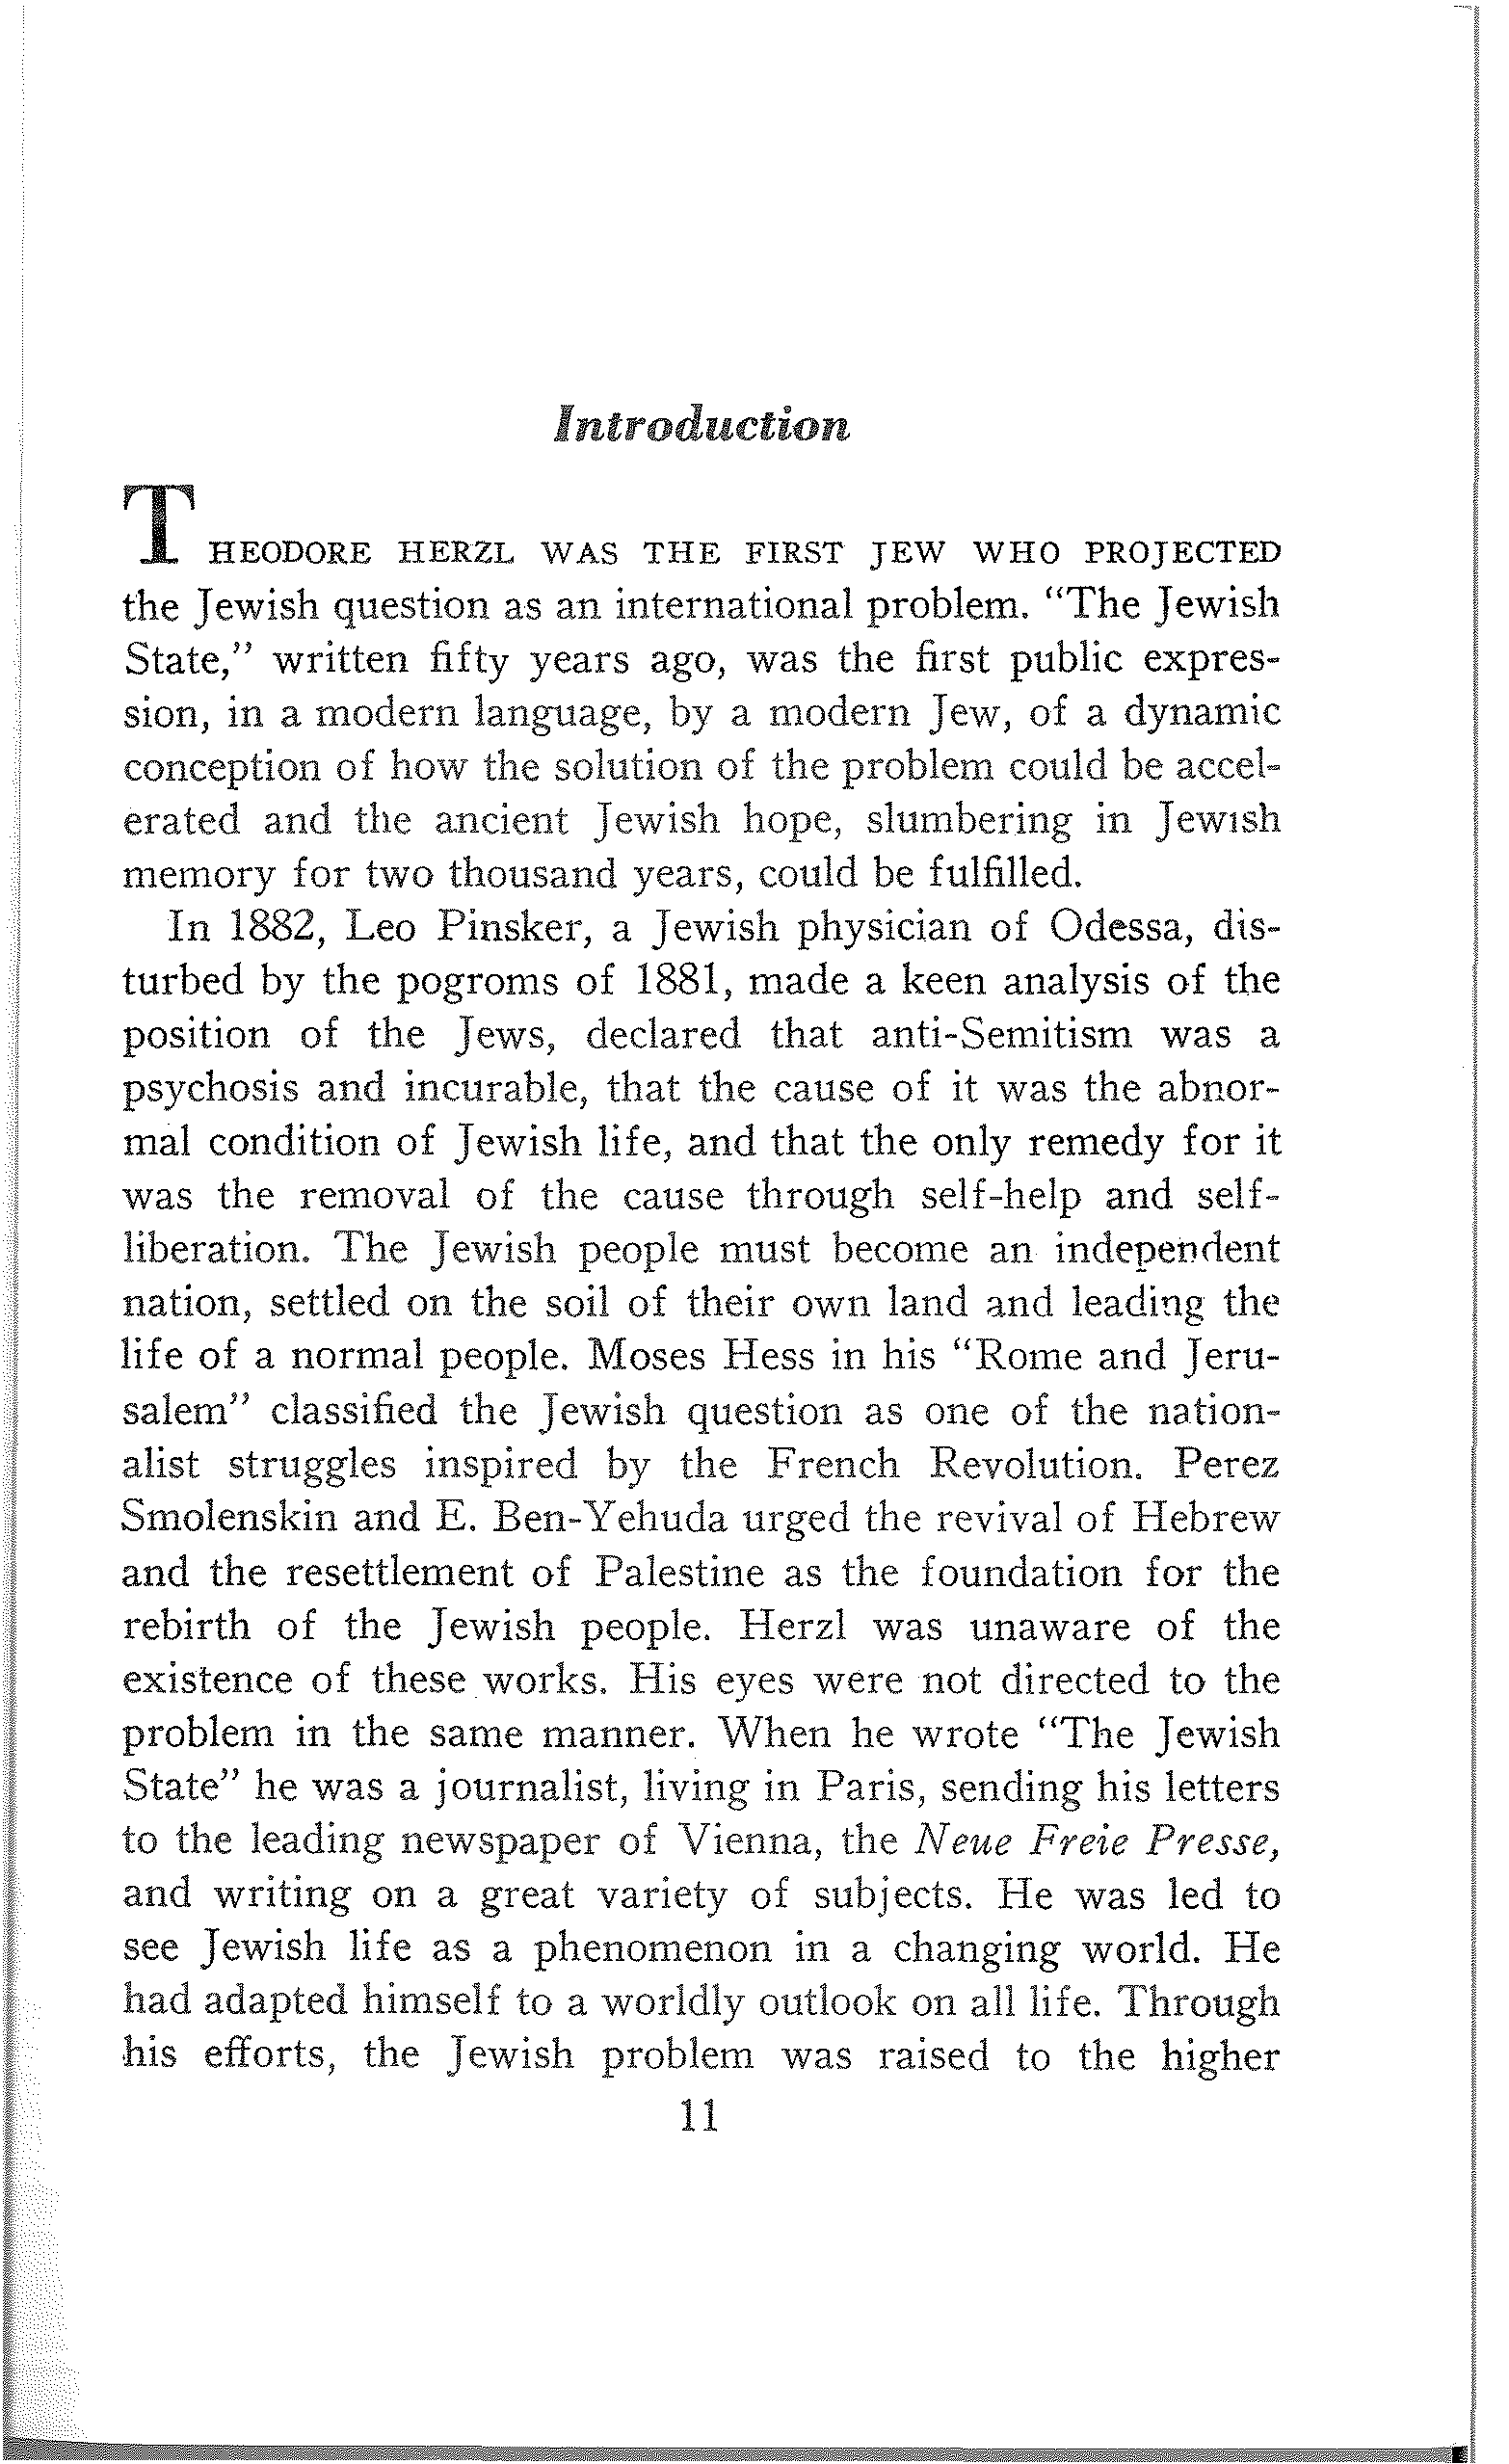 Introduction
THEODORE HERZL WAS THE FIRST JEW WHO PROJECTED
the Jewish question as an international problem. “The Jewish
State,” written fifty years ago, was the first public expres-
sion, in a modern language, by a modern Jew, of a dynamic
conception of how the solution of the problem could be accel-
erated and the ancient Jewish hope, slumbering in Jewish
memory for two thousand years, could be fulfilled.
In 1882, Leo Pinsker, a Jewish physician of Odessa, dis-
turbed by the pogroms of 1881, made a keen analysis of the
position of the Jews, declared that anti-Semitism was a
psychosis and incurable, that the cause of it was the abnor-
mal condition of Jewish life, and that the only remedy for it
was the removal of the cause through self-help and self-
liberation. The Jewish people must become an independent
nation, settled on the soil of their own land and leading the
life of a normal people. Moses Hess in his “Rome and Jeru-
salem” classified the Jewish question as one of the nation-
alist struggles inspired by the French Revolution. Perez
Smolenskin and E. Ben-Yehuda urged the revival of Hebrew
and the resettlement of Palestine as the foundation for the
rebirth of the Jewish people. Herzl was unaware of the
existence of these works. His eyes were not directed to the
problem in the same manner. When he wrote “The Jewish
State” he was a journalist, living in Paris, sending his letters
to the leading newspaper of Vienna, the Neue Freie Presse,
and writing on a great variety of subjects. He was led to
see Jewish life as a phenomenon in a changing world. He
had adapted himself to a worldly outlook on all life. Through
his efforts, the Jewish problem was raised to the higher
11